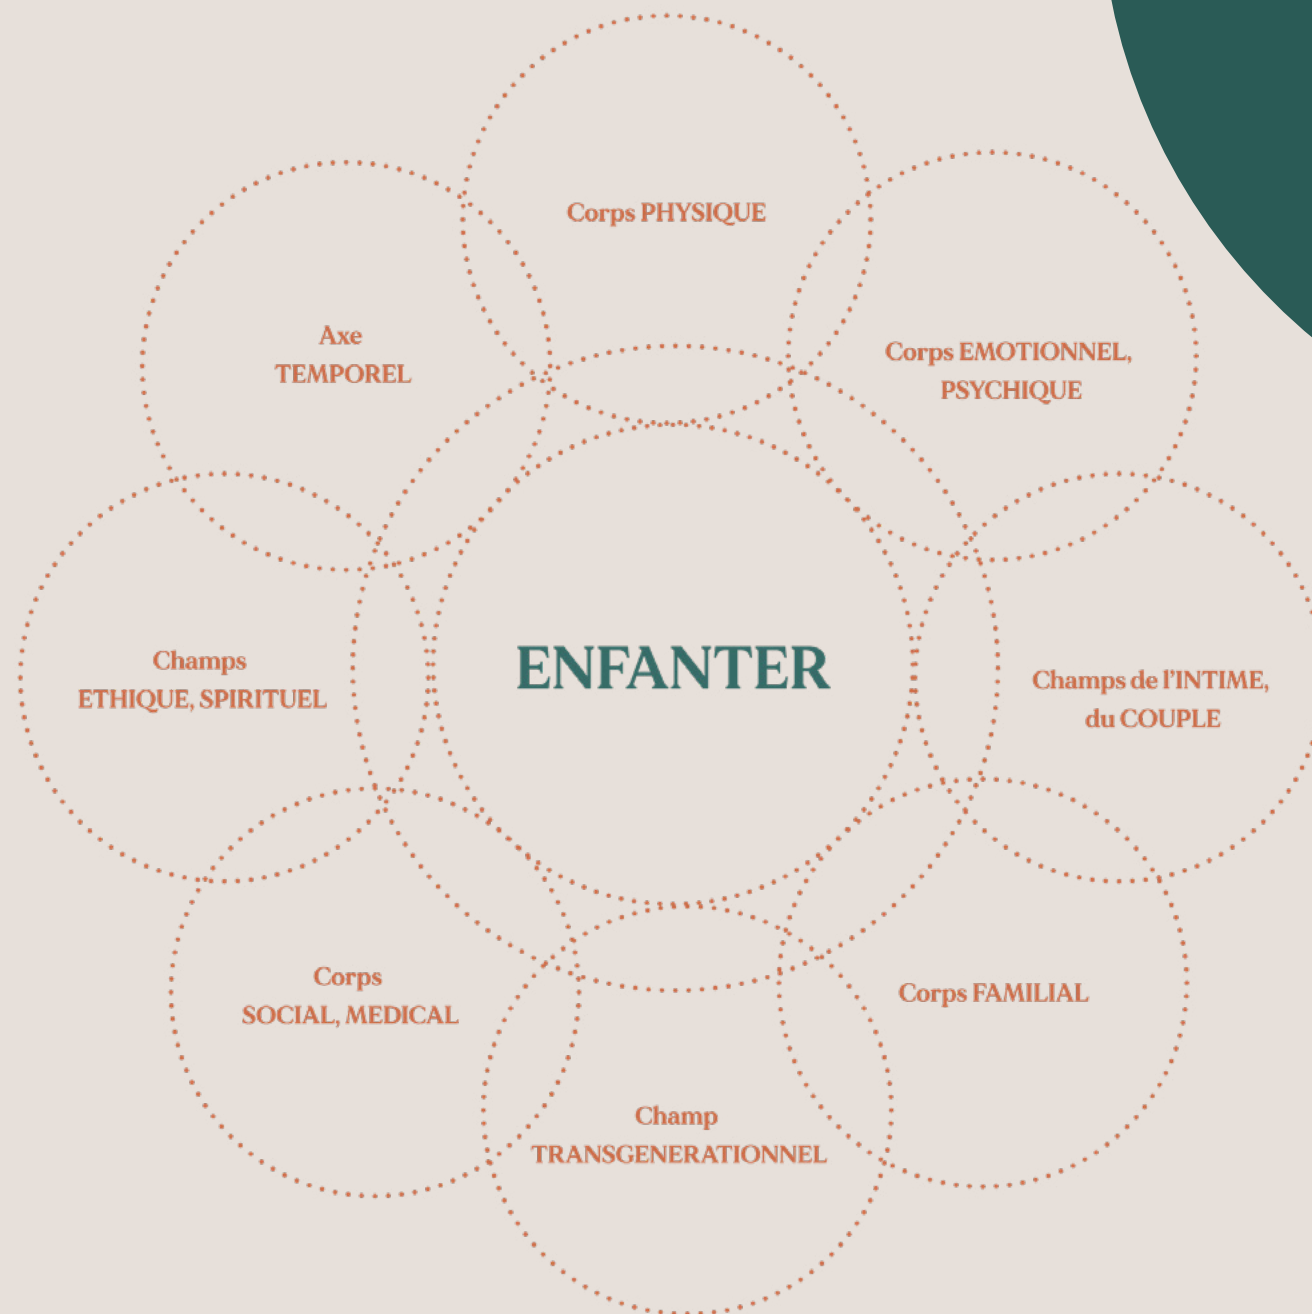 Corps PHYSIQUE
Axe
TEMPOREL
Corps EMOTIONNEL,
PSYCHIQUE
Champs
ETHIQUE, SPIRITUEL
ENFANTER
Champs de l'INTIME,
du COUPLE
Corps
SOCIAL, MEDICAL
Corps FAMILIAL
Champ
TRANSGENERATIONNEL